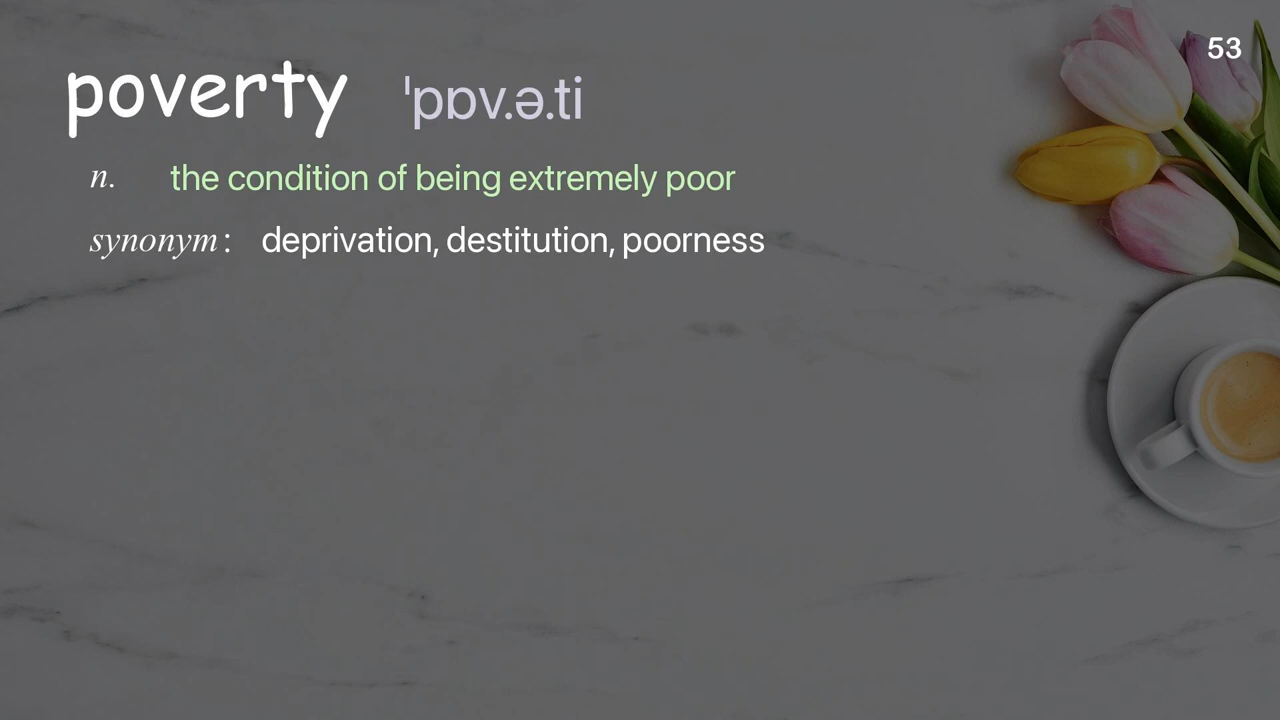 53
poverty ˈpɒv.ə.ti
n. the condition of being extremely poor
synonym: deprivation, destitution, poorness